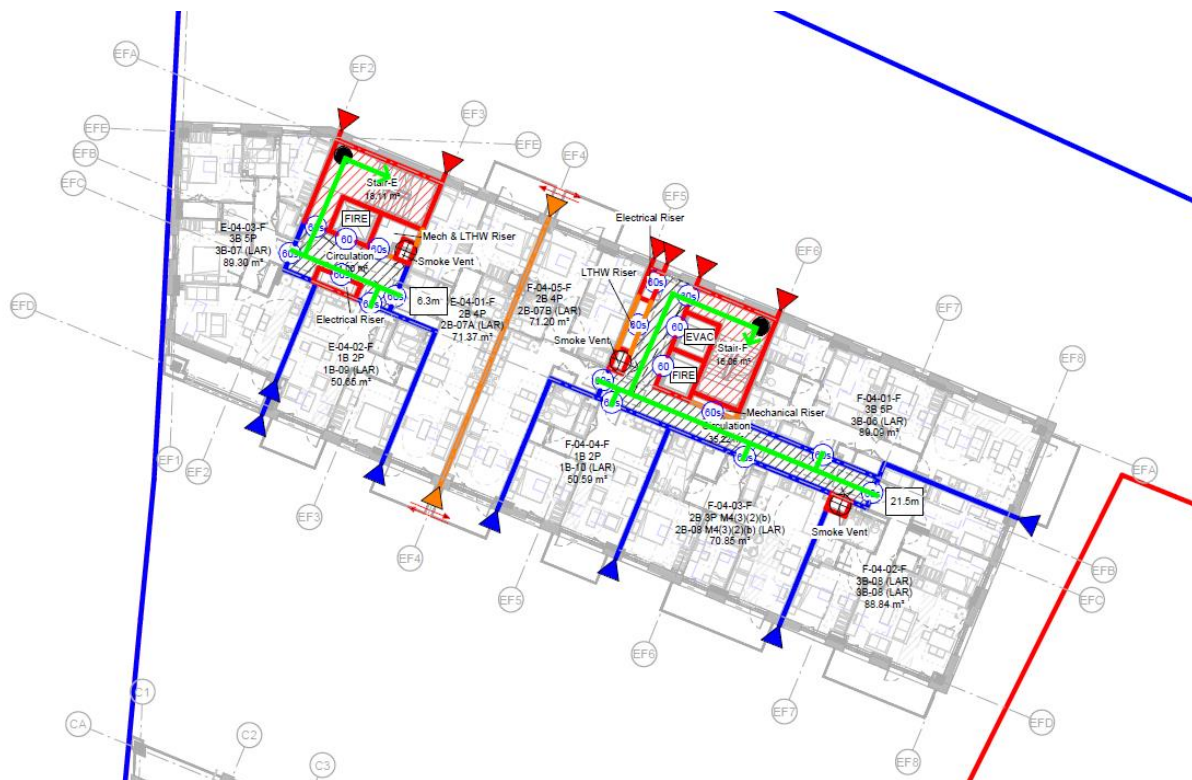 EFA
EF2
EF3
EFE
EFB
EFC
EFE
EF4
EF5
EF6
EF7
EF8
Stair-E
18.11 m²
FIRE
60
60s
Mech & LTHW Riser
Smoke Vent
Circulation
60s
60s
60s
60s
60s
6.3m
Electrical Riser
E-04-03-F
3B 5P
3B-07 (LAR)
89.30 m²
E-04-01-F
2B 4P
2B-07A (LAR)
71.37 m²
E-04-02-F
1B 2P
1B-09 (LAR)
50.65 m²
F-04-05-F
2B 4P
2B-07B (LAR)
71.20 m²
Electrical Riser
LTHW Riser
Smoke Vent
60s
60s
60s
60
EVAC
Stair-F
60
FIRE
60s
60s
60s
Mechanical Riser
Circulation
60s
60s
60s
21.5m
Smoke Vent
F-04-01-F
3B 5P
3B-06 (LAR)
89.09 m²
F-04-04-F
1B 2P
1B-10 (LAR)
50.59 m²
F-04-03-F
2B 3P M4(3)(2)(b)
2B-08 M4(3)(2)(b) (LAR)
70.85 m²
F-04-02-F
3B-08 (LAR)
3B-08 (LAR)
88.84 m²
EFD
EF1
EF2
EF3
EF4
EF5
EF6
EF7
EF8
EFA
EFB
EFC
EFD
C1
CA
C2
C3